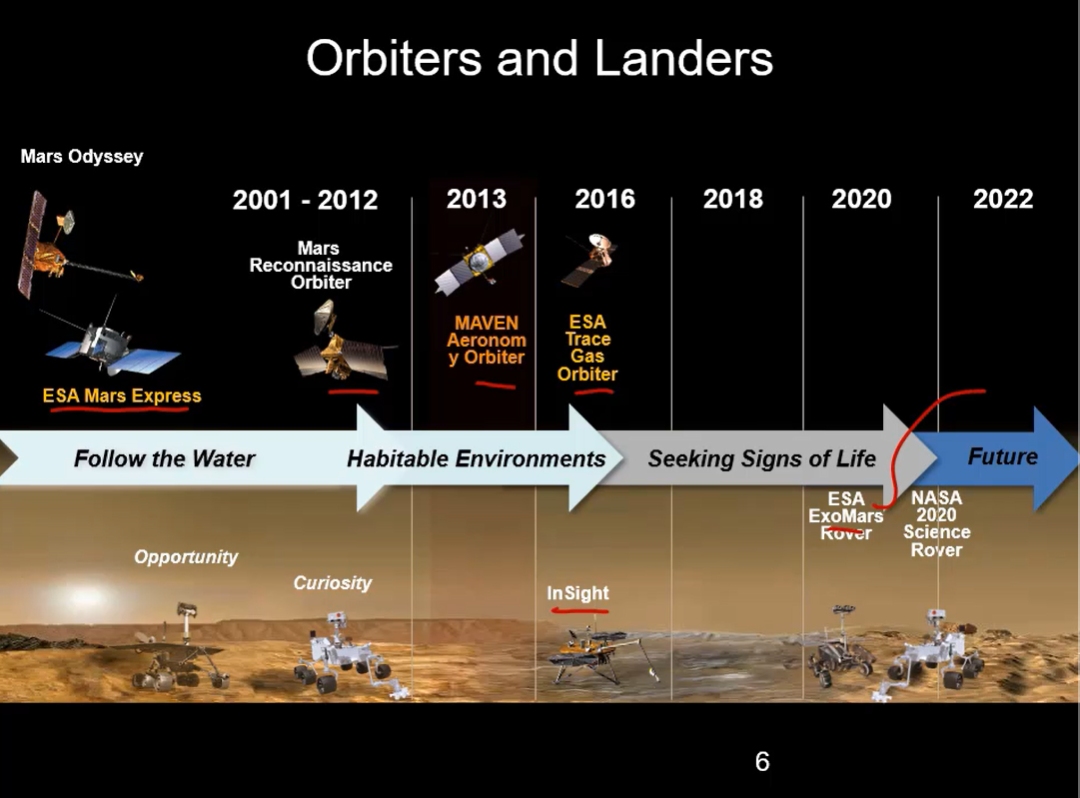 Orbiters and Landers
Mars Odyssey
2001 - 2012
2013
2016
2018
2020
2022
Mars
Reconnaissance
Orbiter
MAVEN
Aeronom
y Orbiter
ESA
Trace
Gas
Orbiter
ESA Mars Express
Follow the Water
Habitable Environments
Seeking Signs of Life
Future
ESA
ExoMars
Rover
NASA
2020
Science
Rover
Opportunity
Curiosity
InSight
6